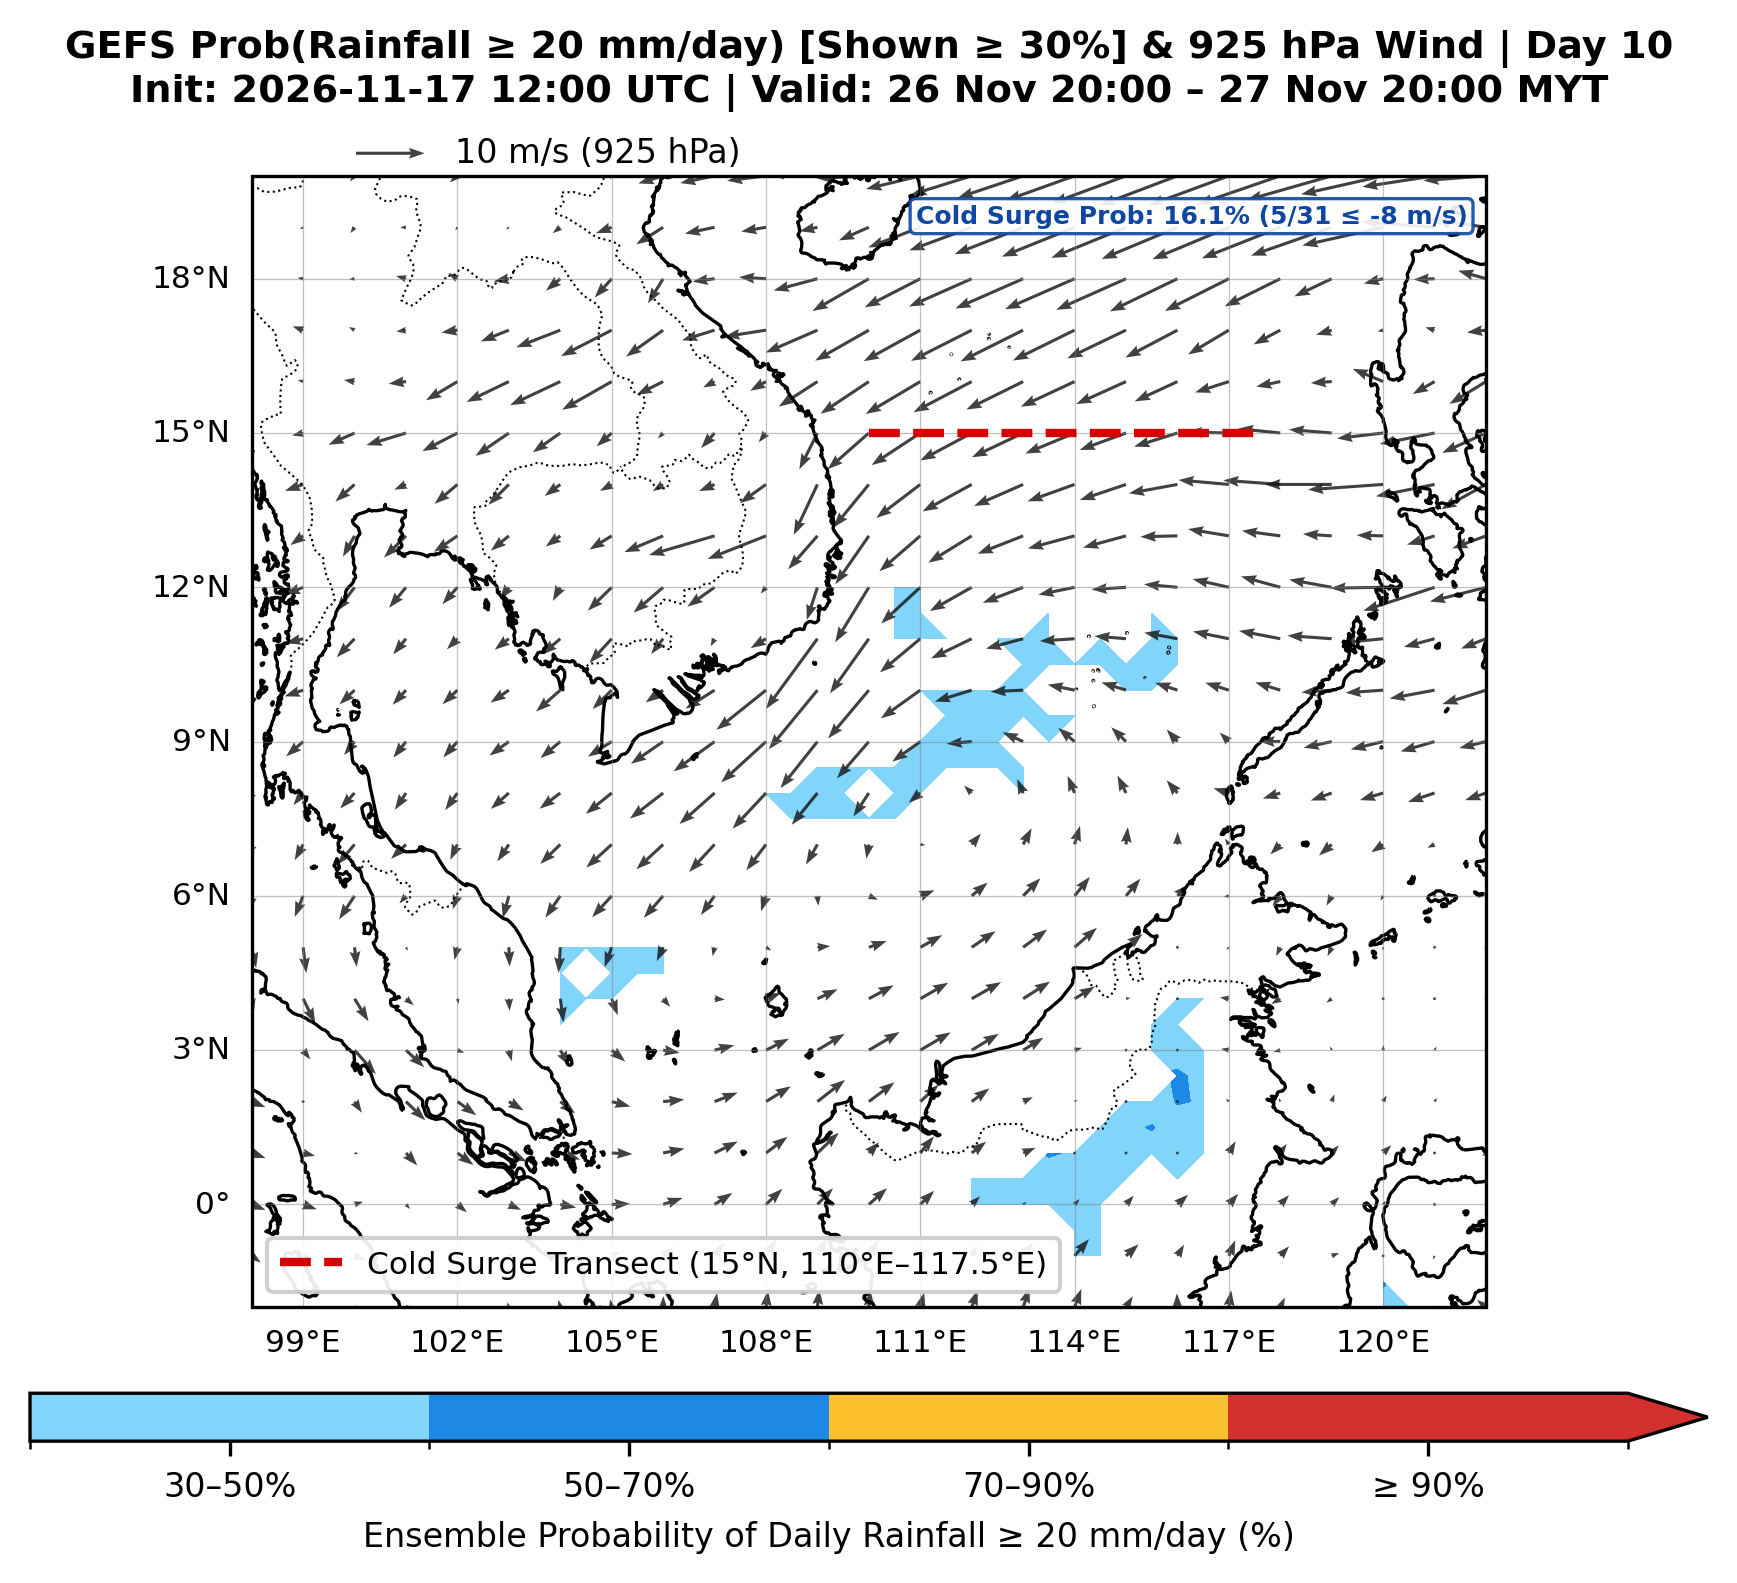 GEFS Prob(Rainfall ≥ 20 mm/day) [Shown ≥ 30%] & 925 hPa Wind | Day 10
Init: 2026-11-17 12:00 UTC | Valid: 26 Nov 20:00 – 27 Nov 20:00 MYT
10 m/s (925 hPa)
Cold Surge Prob: 16.1% (5/31 ≤ -8 m/s)
18°N
15°N
12°N
9°N
6°N
3°N
0°
Cold Surge Transect (15°N, 110°E–117.5°E)
99°E 102°E 105°E 108°E 111°E 114°E 117°E 120°E
30–50% 50–70% 70–90% ≥ 90%
Ensemble Probability of Daily Rainfall ≥ 20 mm/day (%)